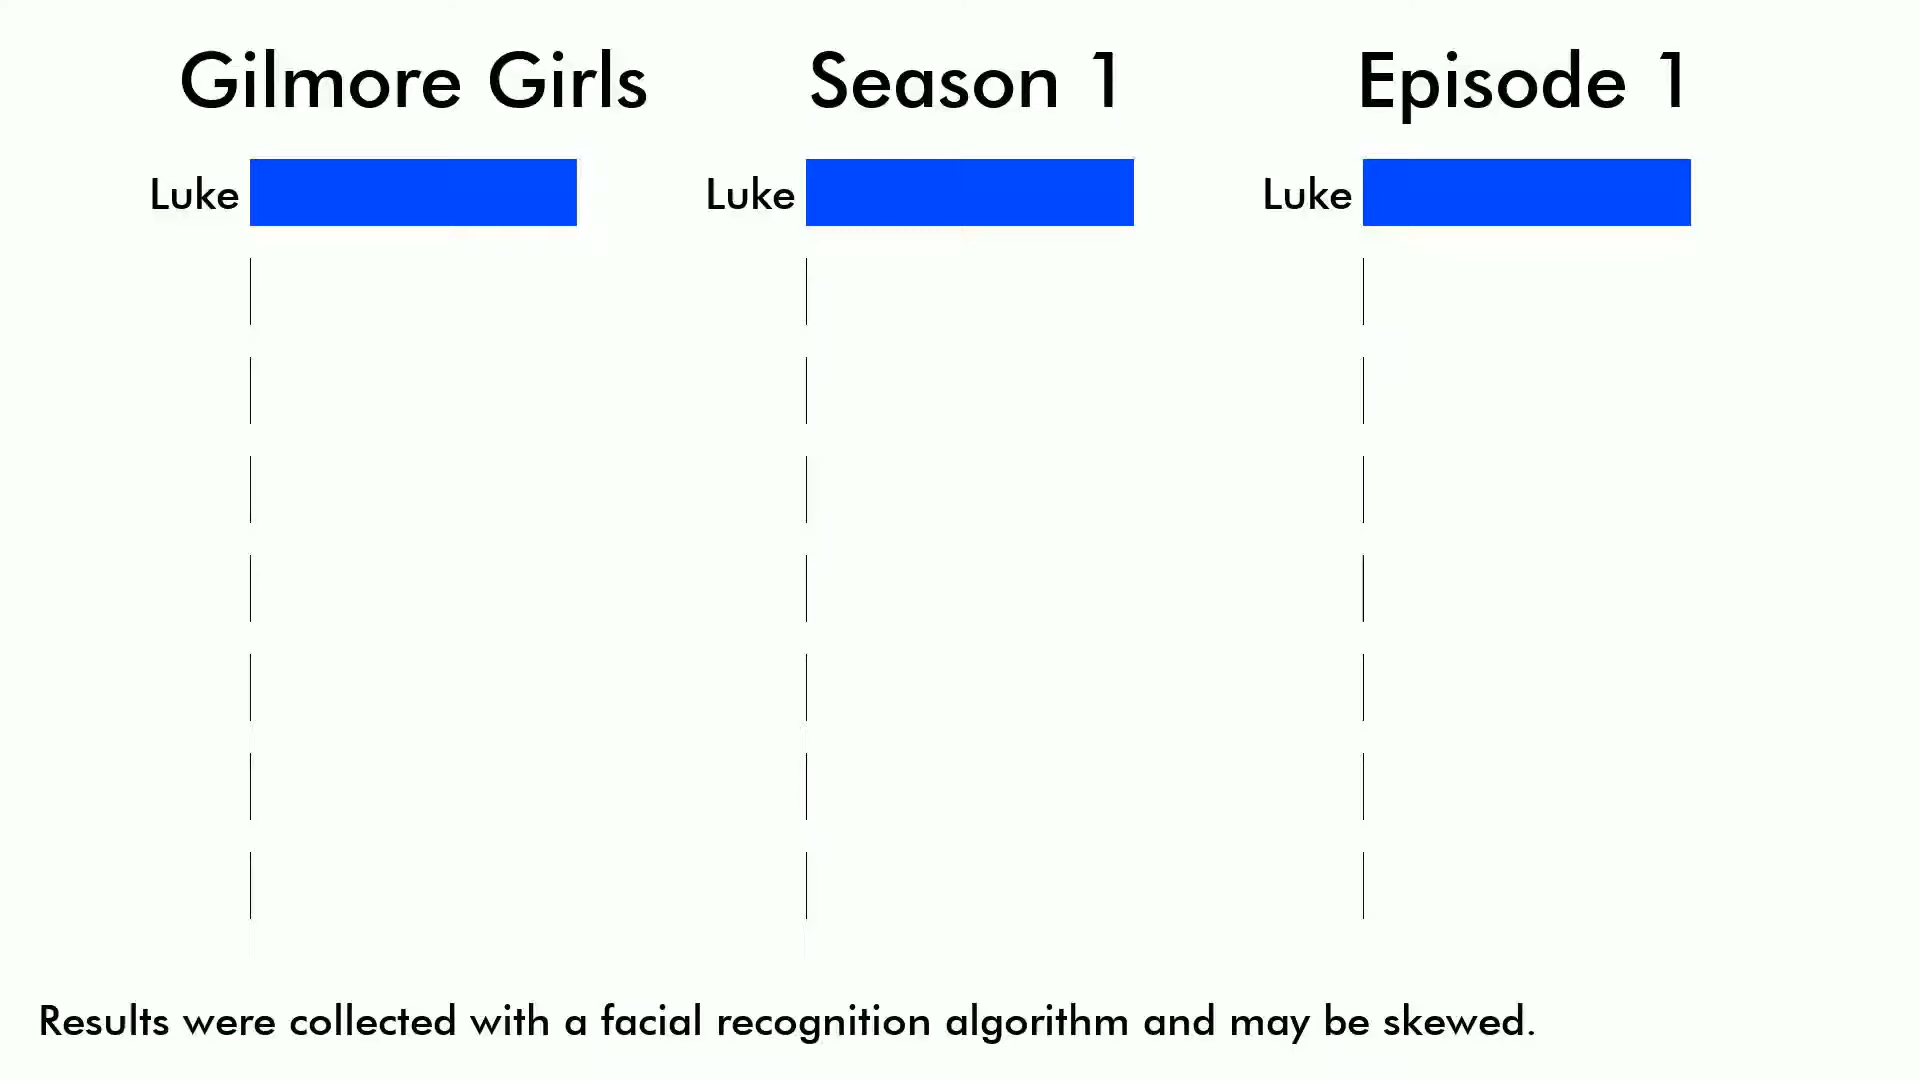 Gilmore Girls Season 1 Episode 1
Luke Luke Luke
Results were collected with a facial recognition algorithm and may be skewed.